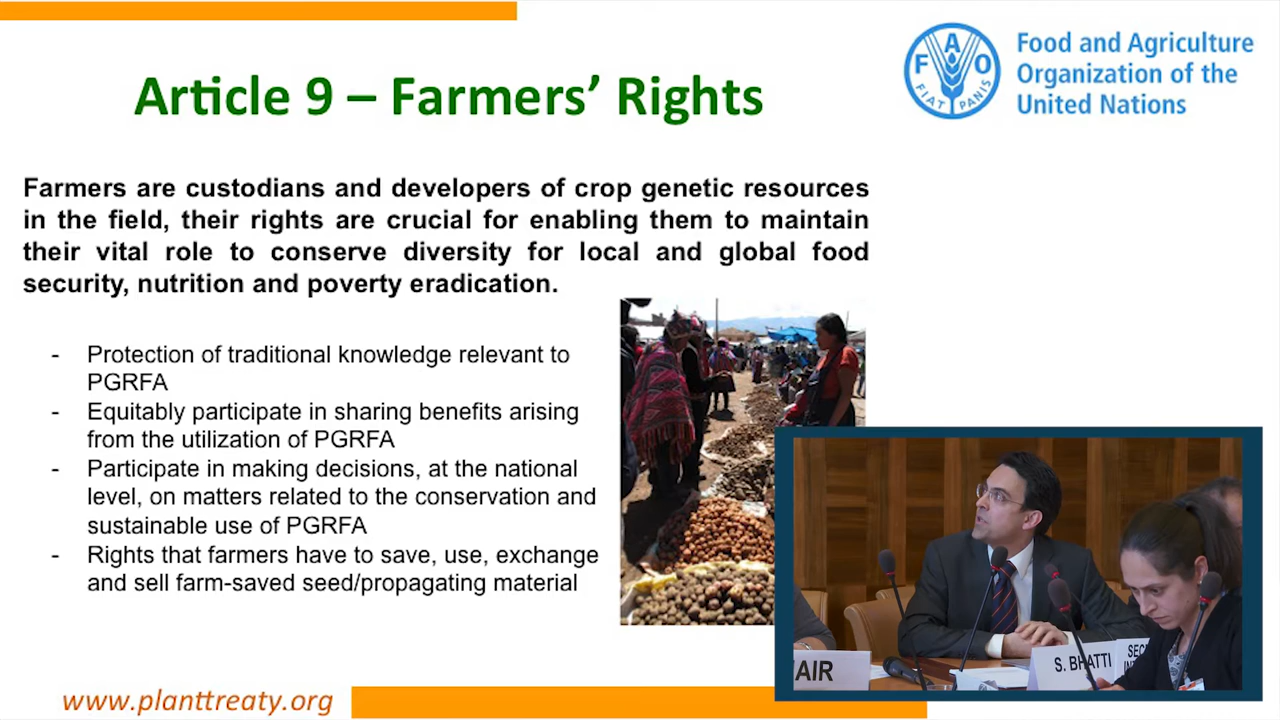 Article 9 – Farmers’ Rights
FAO
FIAT PANIS
Food and Agriculture
Organization of the
United Nations
Farmers are custodians and developers of crop genetic resources
in the field, their rights are crucial for enabling them to maintain
their vital role to conserve diversity for local and global food
security, nutrition and poverty eradication.
- Protection of traditional knowledge relevant to
PGRFA
- Equitably participate in sharing benefits arising
from the utilization of PGRFA
- Participate in making decisions, at the national
level, on matters related to the conservation and
sustainable use of PGRFA
- Rights that farmers have to save, use, exchange
and sell farm-saved seed/propagating material
AIR
S. BHATTI
www.planttreaty.org